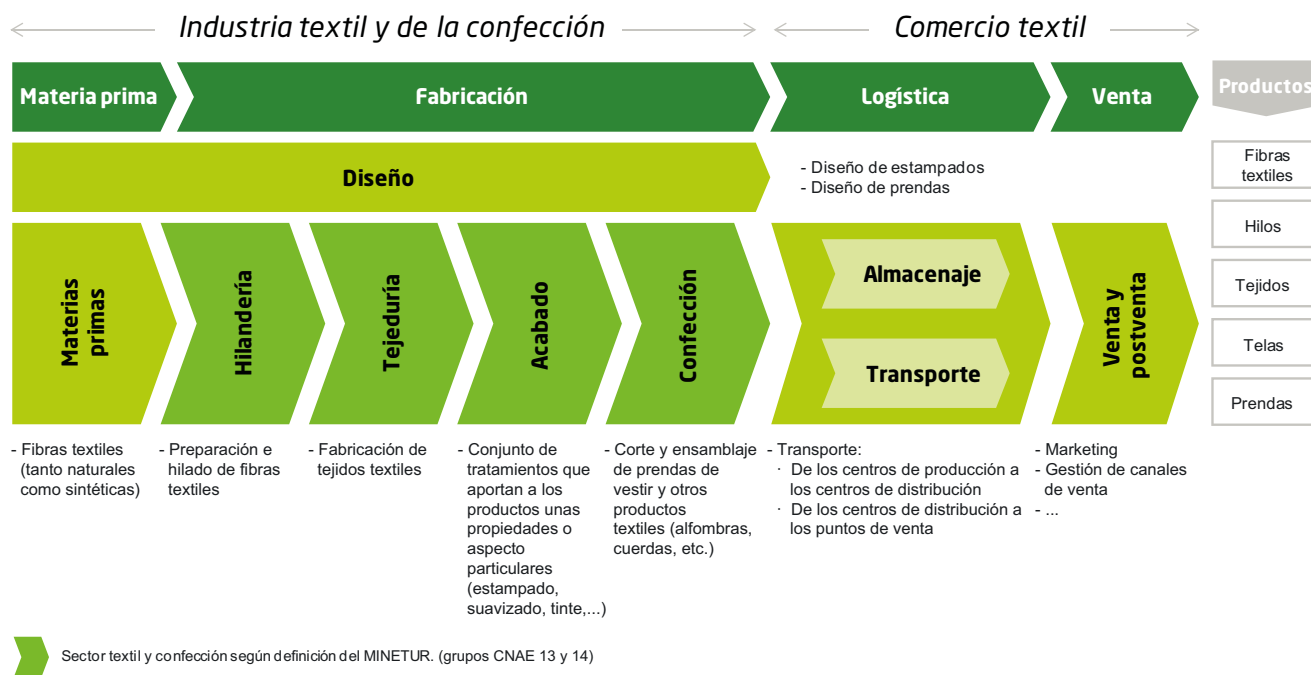 Industria textil y de la confección
Comercio textil
Materia prima
Fabricación
Logística
Venta
Productos
Diseño
- Diseño de estampados
- Diseño de prendas
Fibras
textiles
Hilos
Tejidos
Telas
Prendas
Materias
primas
Hilandería
Tejeduría
Acabado
Confección
Almacenaje
Transporte
Venta y
postventa
- Fibras textiles
(tanto naturales
como sintéticas)
- Preparación e
hilado de fibras
textiles
- Fabricación de
tejidos textiles
- Conjunto de
tratamientos que
aportan a los
productos unas
propiedades o
aspecto
particulares
(estampado,
suavizado, tinte,...)
- Corte y ensamblaje
de prendas de
vestir y otros
productos
textiles (alfombras,
cuerdas, etc.)
- Transporte:
· De los centros de producción a
los centros de distribución
· De los centros de distribución a
los puntos de venta
- Marketing
- Gestión de canales
de venta
- ...
Sector textil y confección según definición del MINETUR. (grupos CNAE 13 y 14)